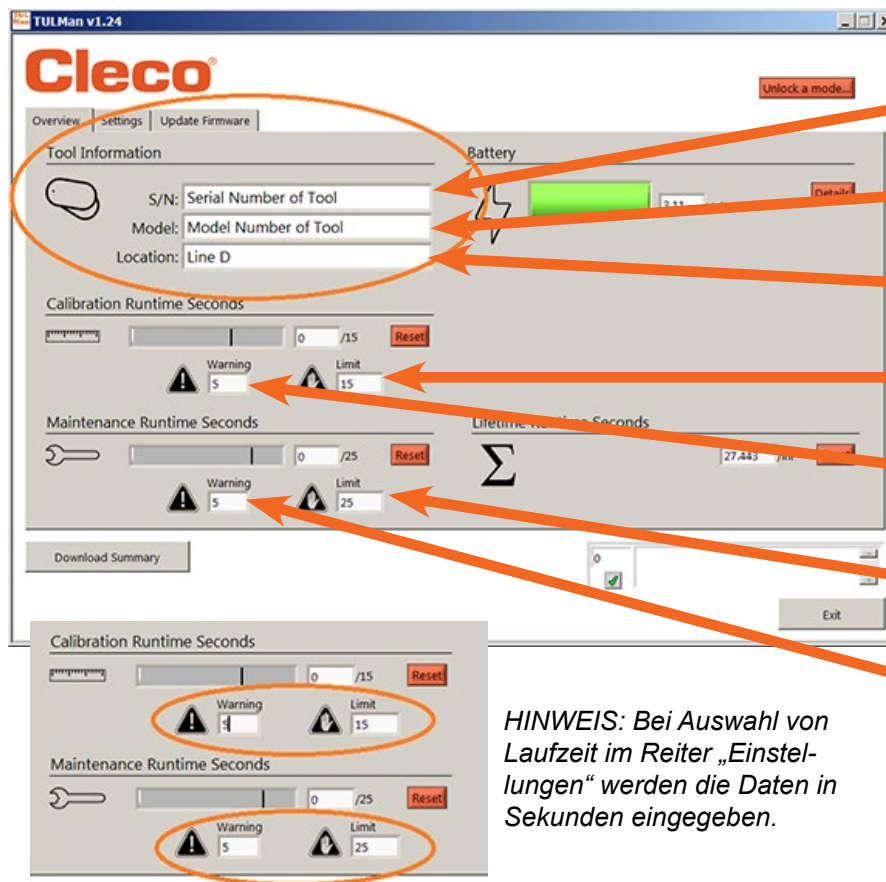 TULMan v1.24
Cleco
Unlock a mode...
Overview Settings Update Firmware
Tool Information
S/N: Serial Number of Tool
Model: Model Number of Tool
Location: Line D
Battery
3.11
Details
Calibration Runtime Seconds
0 /15 Reset
Warning Limit
5 15
Maintenance Runtime Seconds
0 /25 Reset
Warning Limit
5 25
Lifetime Runtime Seconds
27.443
Download Summary
0
Exit
Calibration Runtime Seconds
0 /15 Reset
Warning Limit
5 15
Maintenance Runtime Seconds
0 /25 Reset
Warning Limit
5 25
HINWEIS: Bei Auswahl von
Laufzeit im Reiter „Einstel-
lungen“ werden die Daten in
Sekunden eingegeben.